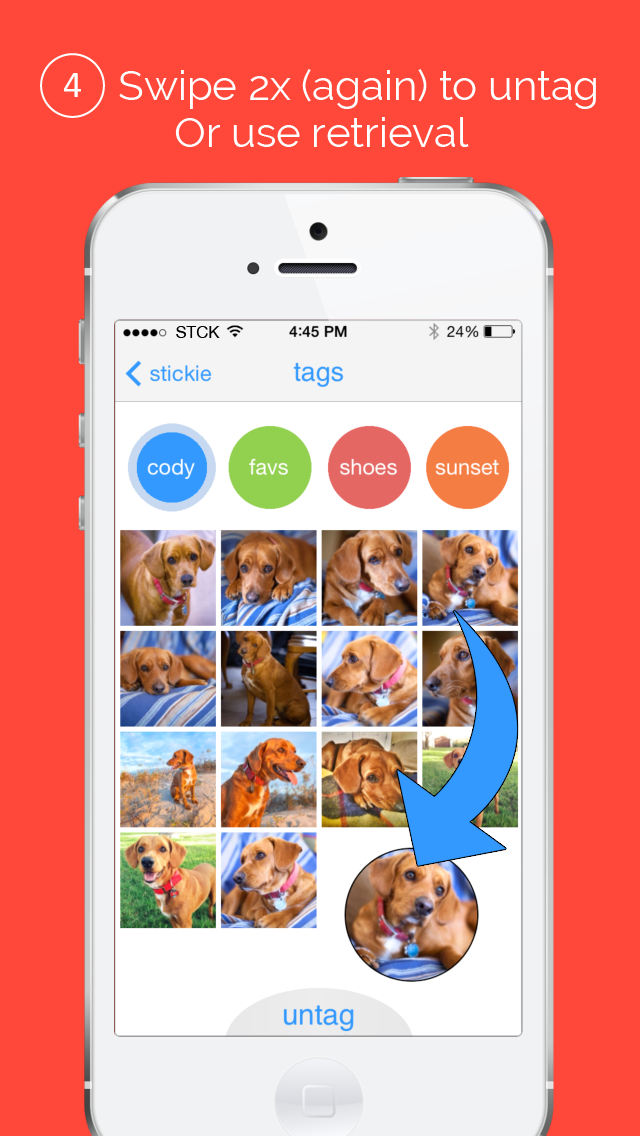 4 Swipe 2x (again) to untag
Or use retrieval
STCK 4:45 PM 24%
stickie tags
cody favs shoes sunset
untag